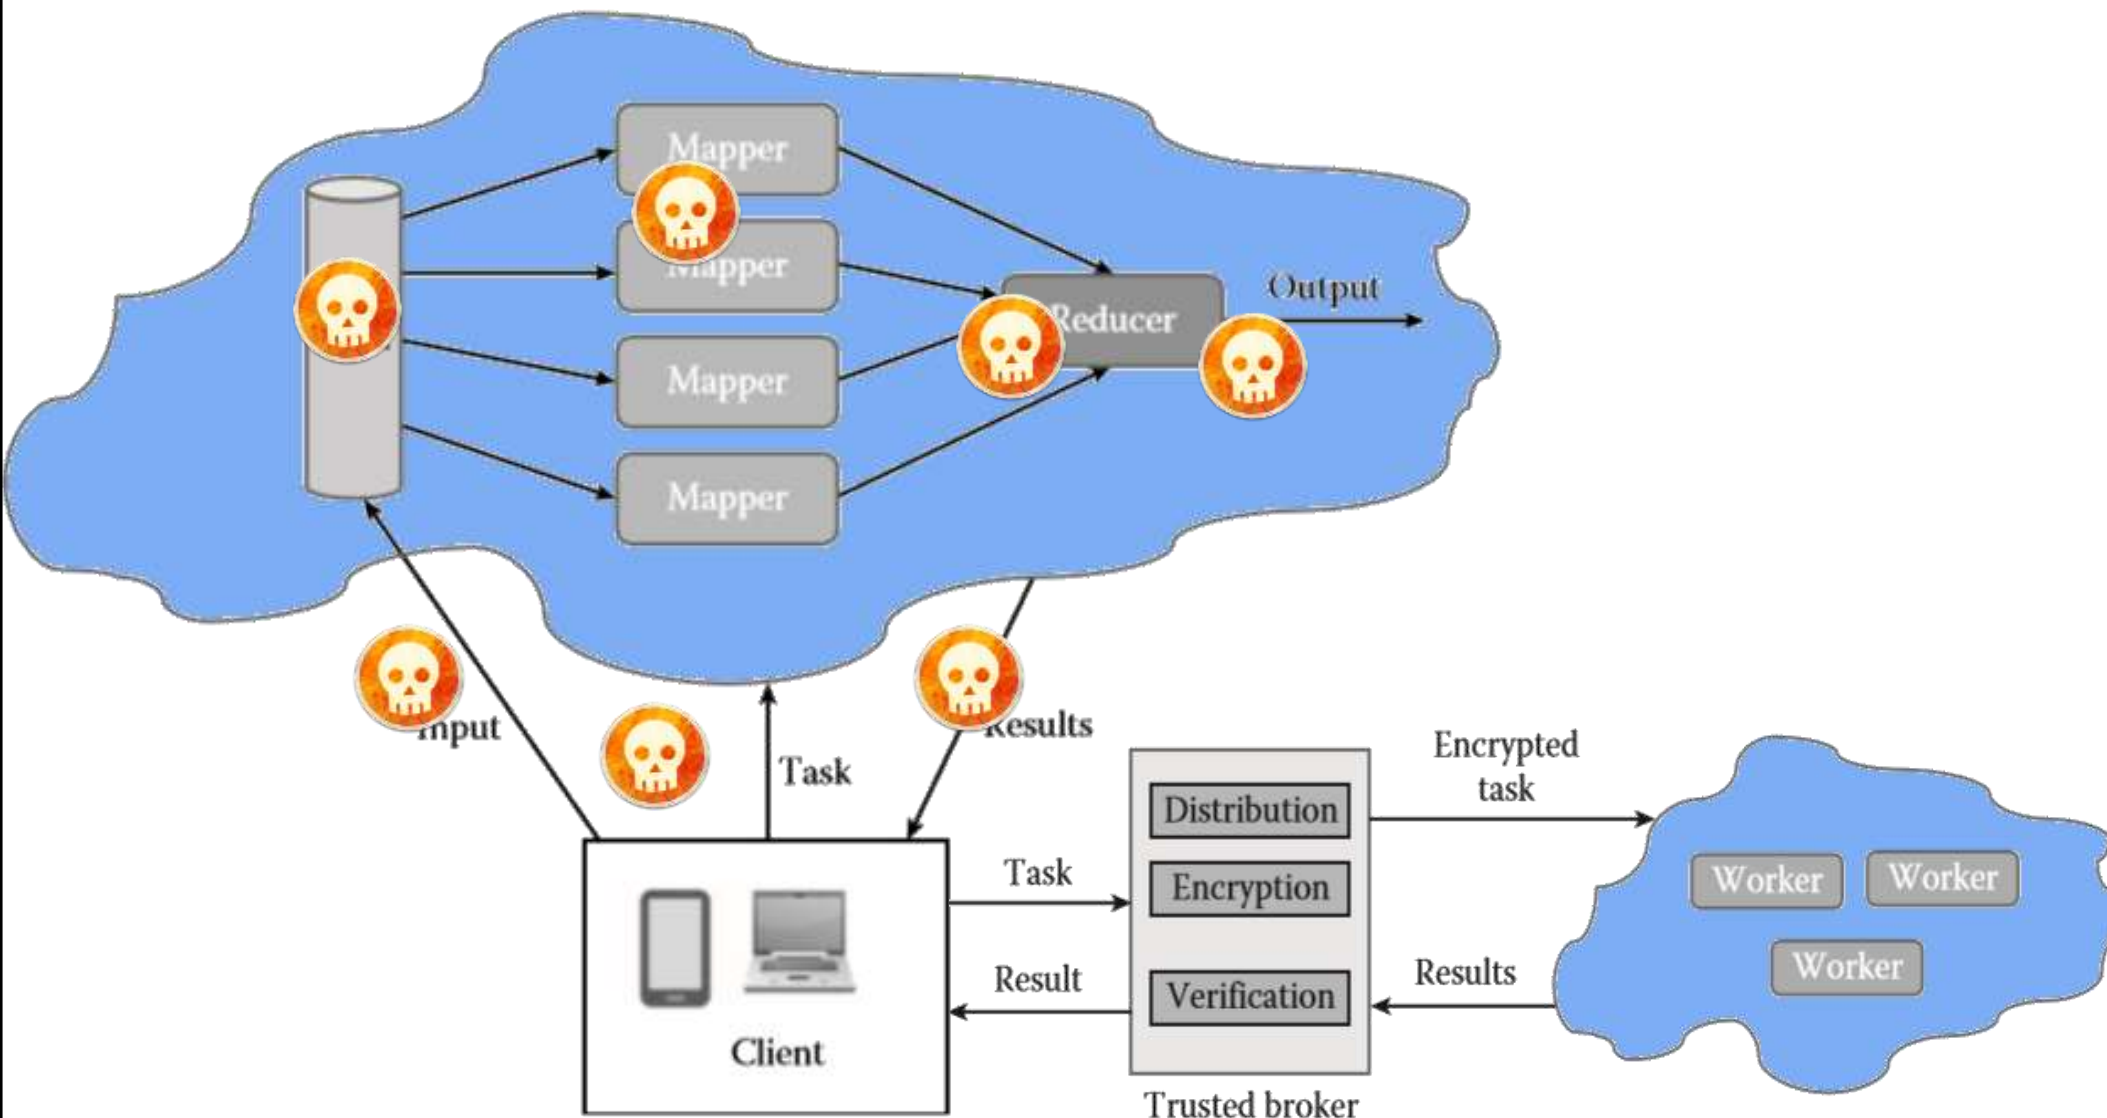 Mapper
Mapper
Mapper
Mapper
Reducer
Output
Input
Task
Results
Client
Task
Result
Distribution
Encryption
Verification
Trusted broker
Encrypted
task
Results
Worker
Worker
Worker